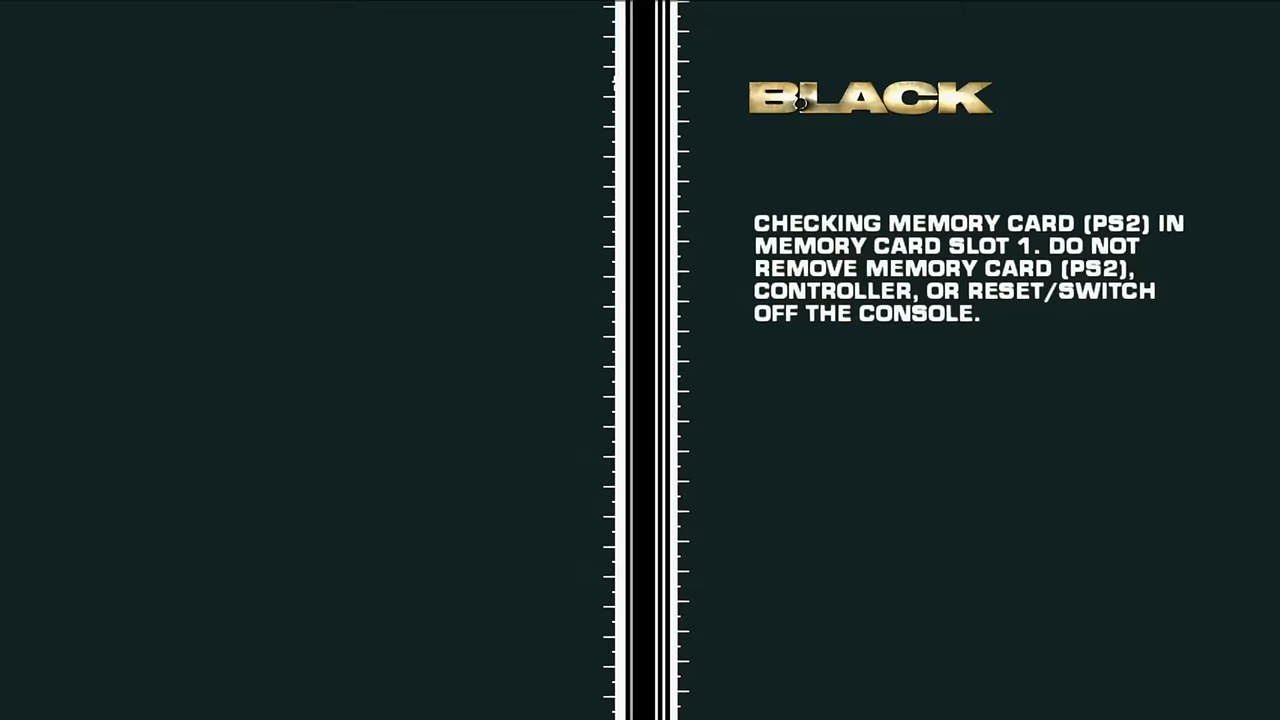 BLACK
CHECKING MEMORY CARD (PS2) IN
MEMORY CARD SLOT 1. DO NOT
REMOVE MEMORY CARD (PS2),
CONTROLLER, OR RESET/SWITCH
OFF THE CONSOLE.